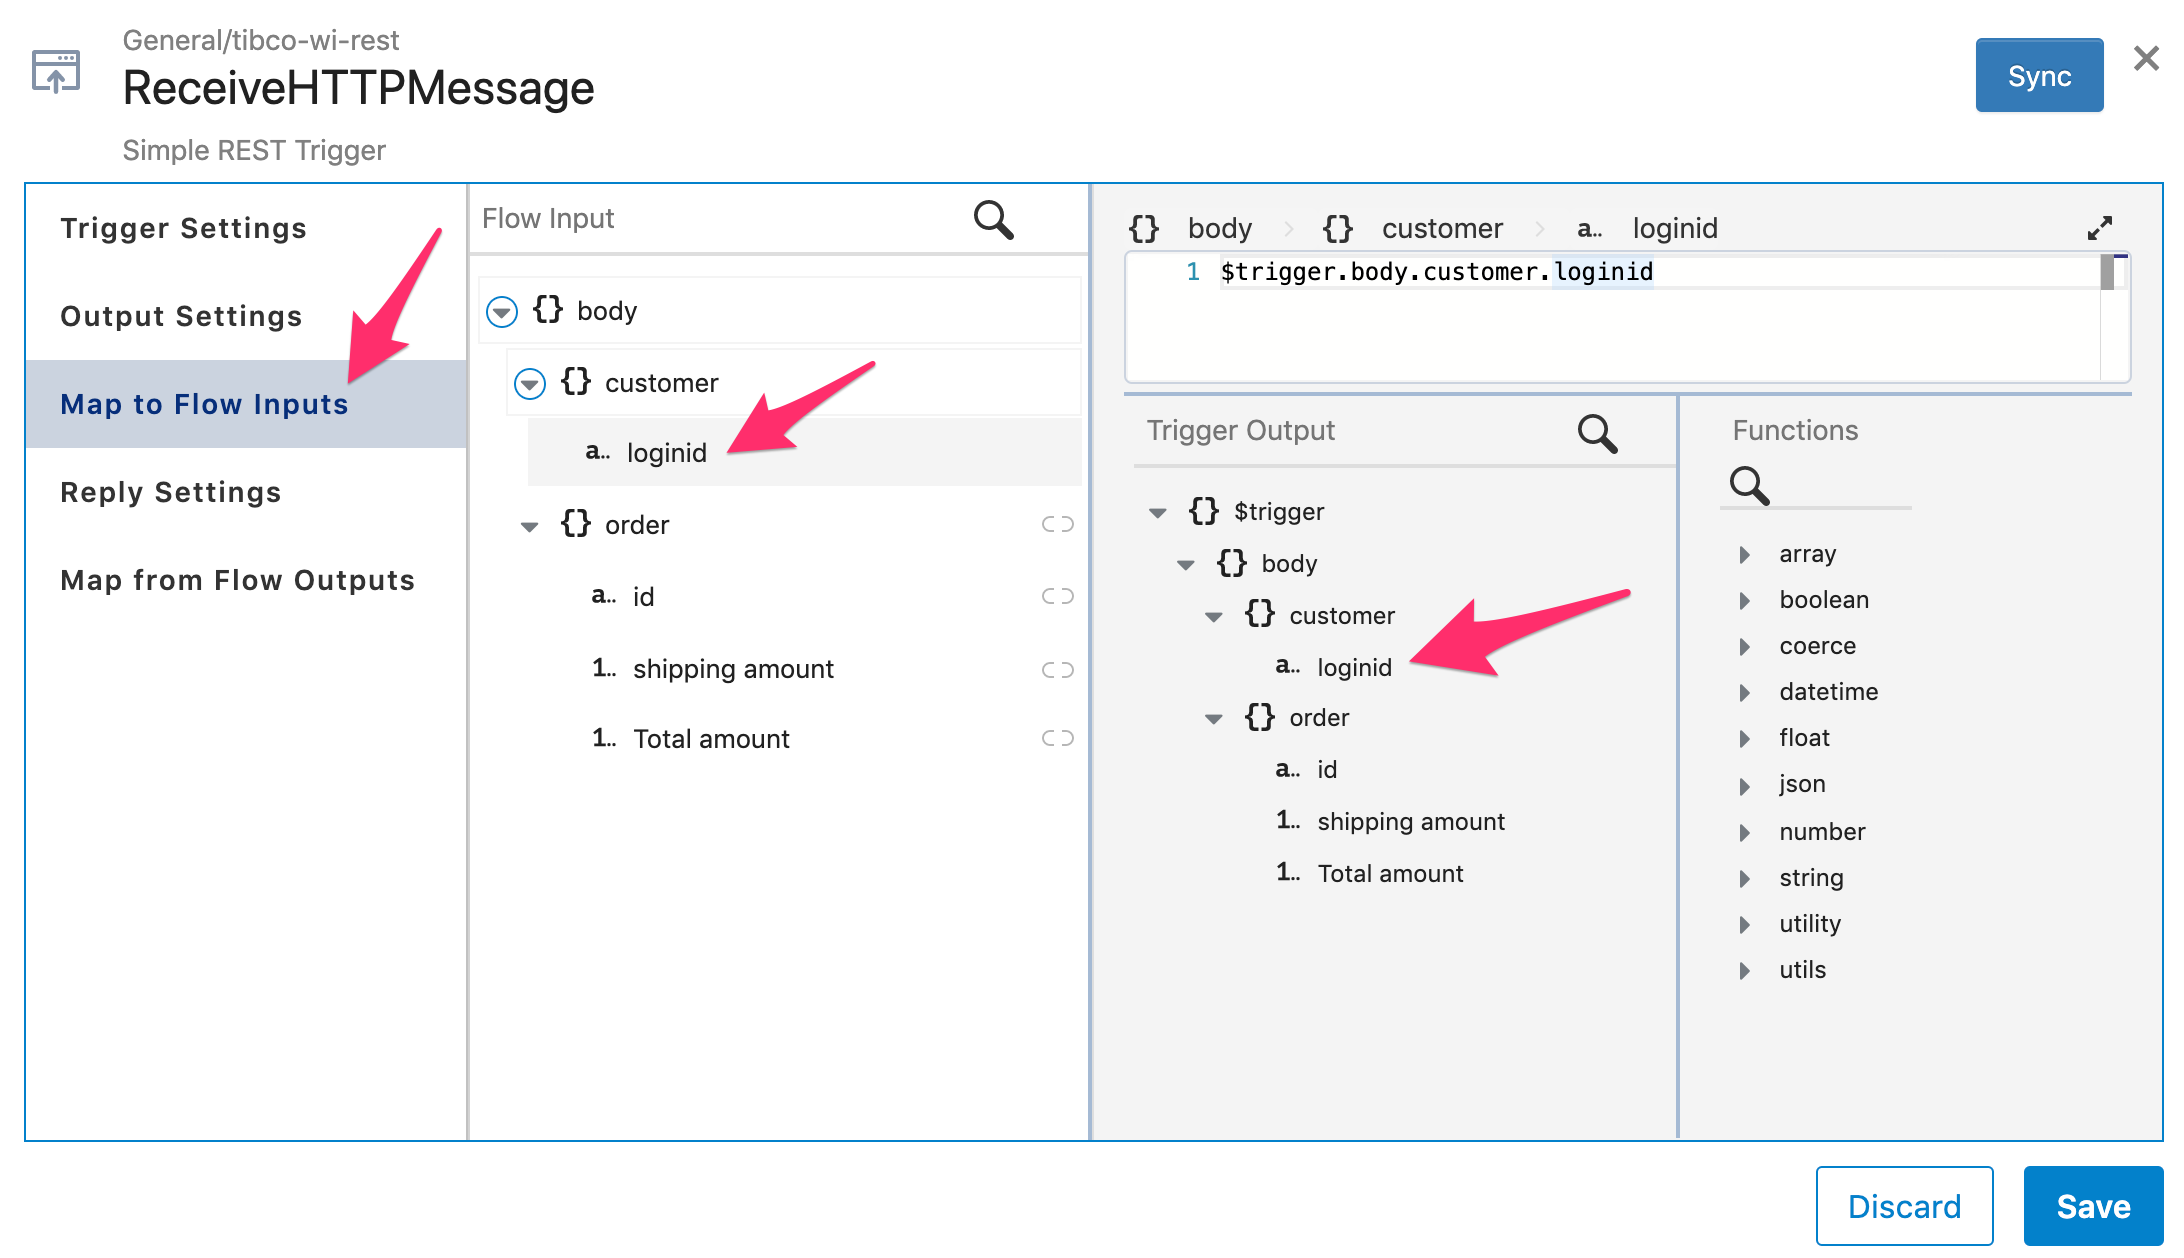 General/tibco-wi-rest
ReceiveHTTPMessage
Simple REST Trigger
Sync
Trigger Settings
Output Settings
Map to Flow Inputs
Reply Settings
Map from Flow Outputs
Flow Input
{} body
{} customer
a.. loginid
{} order
a.. id
1.. shipping amount
1.. Total amount
{} body > {} customer > a.. loginid
1 $trigger.body.customer.loginid
Trigger Output
{} $trigger
{} body
{} customer
a.. loginid
{} order
a.. id
1.. shipping amount
1.. Total amount
Functions
array
boolean
coerce
datetime
float
json
number
string
utility
utils
Discard
Save